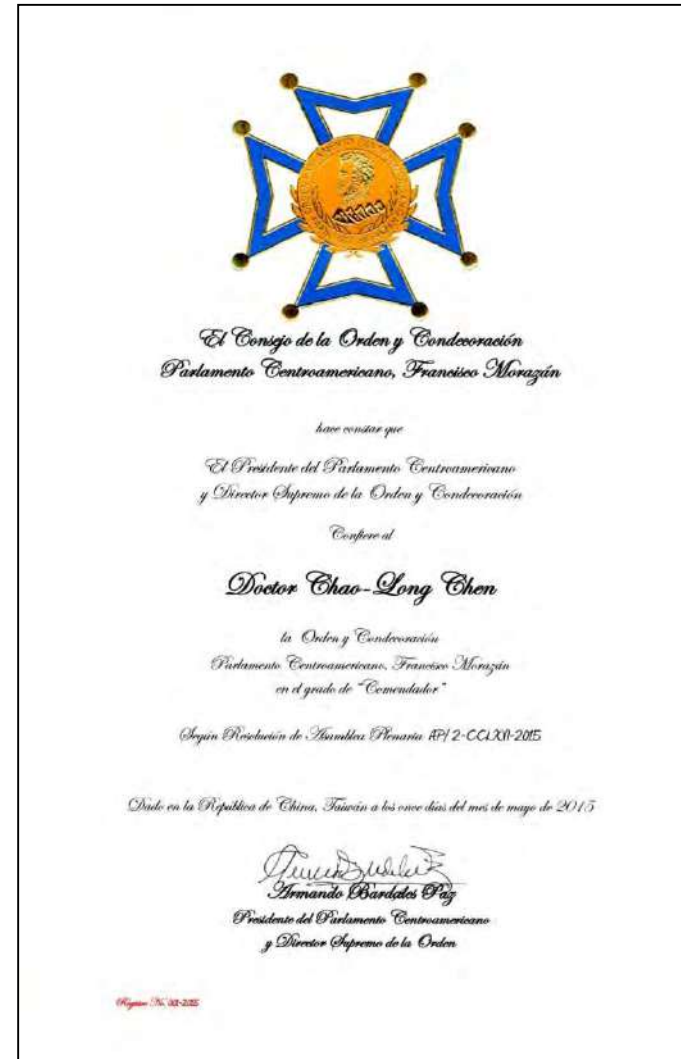 El Consejo de la Orden y Condecoración
Parlamento Centroamericano, Francisco Morazán
hace constar que
El Presidente del Parlamento Centroamericano
y Director Supremo de la Orden y Condecoración
Confiere al
Doctor Chao-Long Chen
la Orden y Condecoración
Parlamento Centroamericano, Francisco Morazán
en el grado de "Comendador"
Según Resolución de Asamblea Plenaria AP/ 2-CCLXII-2015
Dado en la República de China, Taiwán a los once días del mes de mayo de 2015
Armando Bardales Paz
Presidente del Parlamento Centroamericano
y Director Supremo de la Orden
Registro No. 001-2015